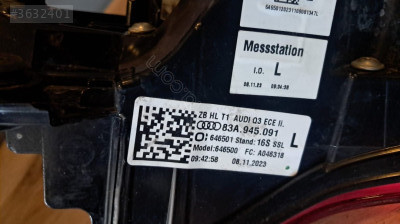 #3632401
Messstation
I.O. L
08.11.23 09:34:38
ZB HL T1 AUDI Q3 ECE li.
83A.945.091
646501 Stand: 16S SSL
L
Model:646500 FC: A046318
09:42:58 08.11.2023